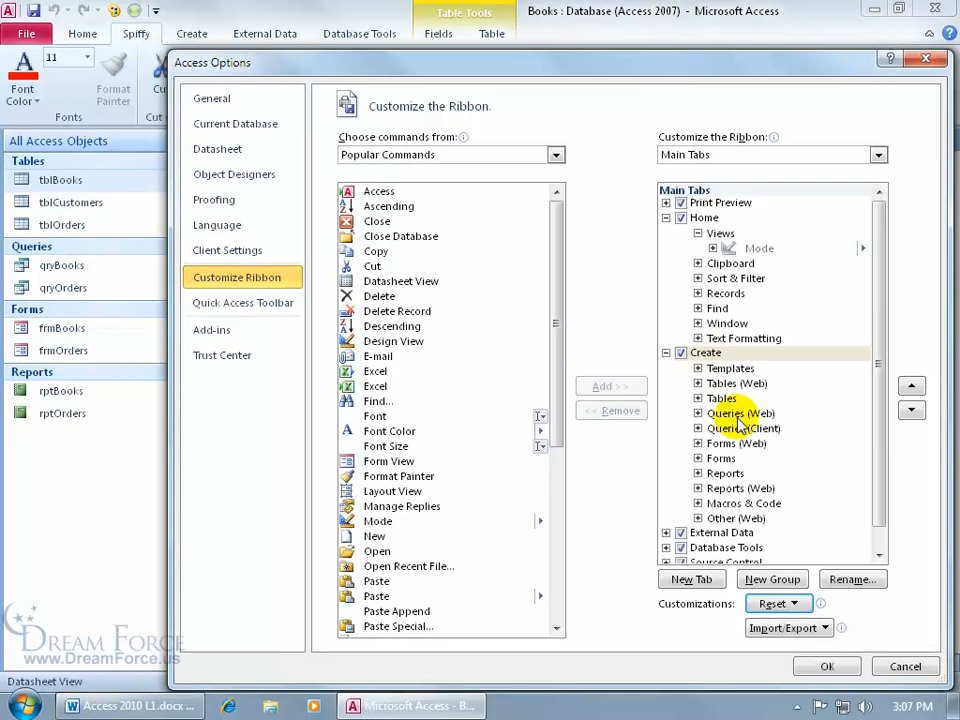 Table Tools
Books : Database (Access 2007) - Microsoft Access
File
Home
Spiffy
Create
External Data
Database Tools
Fields
Table
11
Font
Color
Format
Painter
Cu
Fonts
Cut
All Access Objects
Tables
tblBooks
tblCustomers
tblOrders
Queries
qryBooks
qryOrders
Forms
frmBooks
frmOrders
Reports
rptBooks
rptOrders
Access Options
General
Current Database
Datasheet
Object Designers
Proofing
Language
Client Settings
Customize Ribbon
Quick Access Toolbar
Add-ins
Trust Center
Customize the Ribbon.
Choose commands from:
Popular Commands
Access
Ascending
Close
Close Database
Copy
Cut
Datasheet View
Delete
Delete Record
Descending
Design View
E-mail
Excel
Excel
Find...
Font
Font Color
Font Size
Form View
Format Painter
Layout View
Manage Replies
Mode
New
Open
Open Recent File...
Paste
Paste
Paste Append
Paste Special...
Add >>
<< Remove
Customize the Ribbon:
Main Tabs
Main Tabs
Print Preview
Home
Views
Mode
Clipboard
Sort & Filter
Records
Find
Window
Text Formatting
Create
Templates
Tables (Web)
Tables
Queries (Web)
Queries (Client)
Forms (Web)
Forms
Reports
Reports (Web)
Macros & Code
Other (Web)
External Data
Database Tools
Source Control
New Tab
New Group
Rename...
Customizations:
Reset
Import/Export
OK
Cancel
DREAM FORCE
www.DreamForce.us
Datasheet View
Access 2010 L1.docx ...
Microsoft Access - B...
3:07 PM